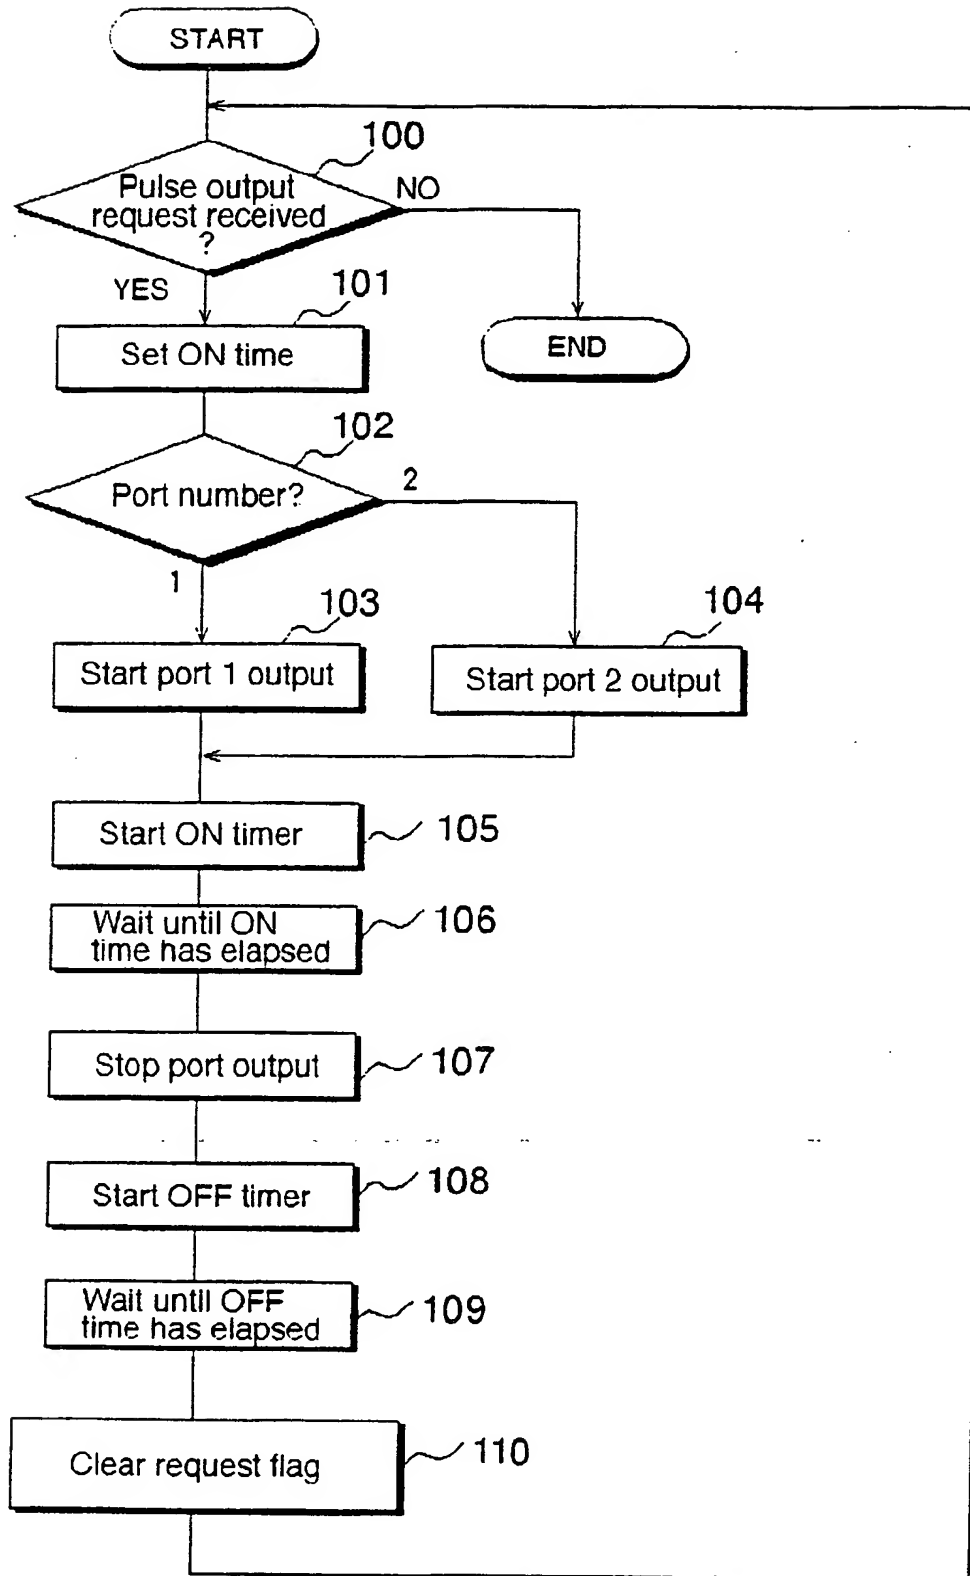 START
100
Pulse output
request received
?
NO
YES
101
Set ON time
END
102
Port number?
2
1
103
Start port 1 output
104
Start port 2 output
Start ON timer
105
Wait until ON
time has elapsed
106
Stop port output
107
Start OFF timer
108
Wait until OFF
time has elapsed
109
Clear request flag
110